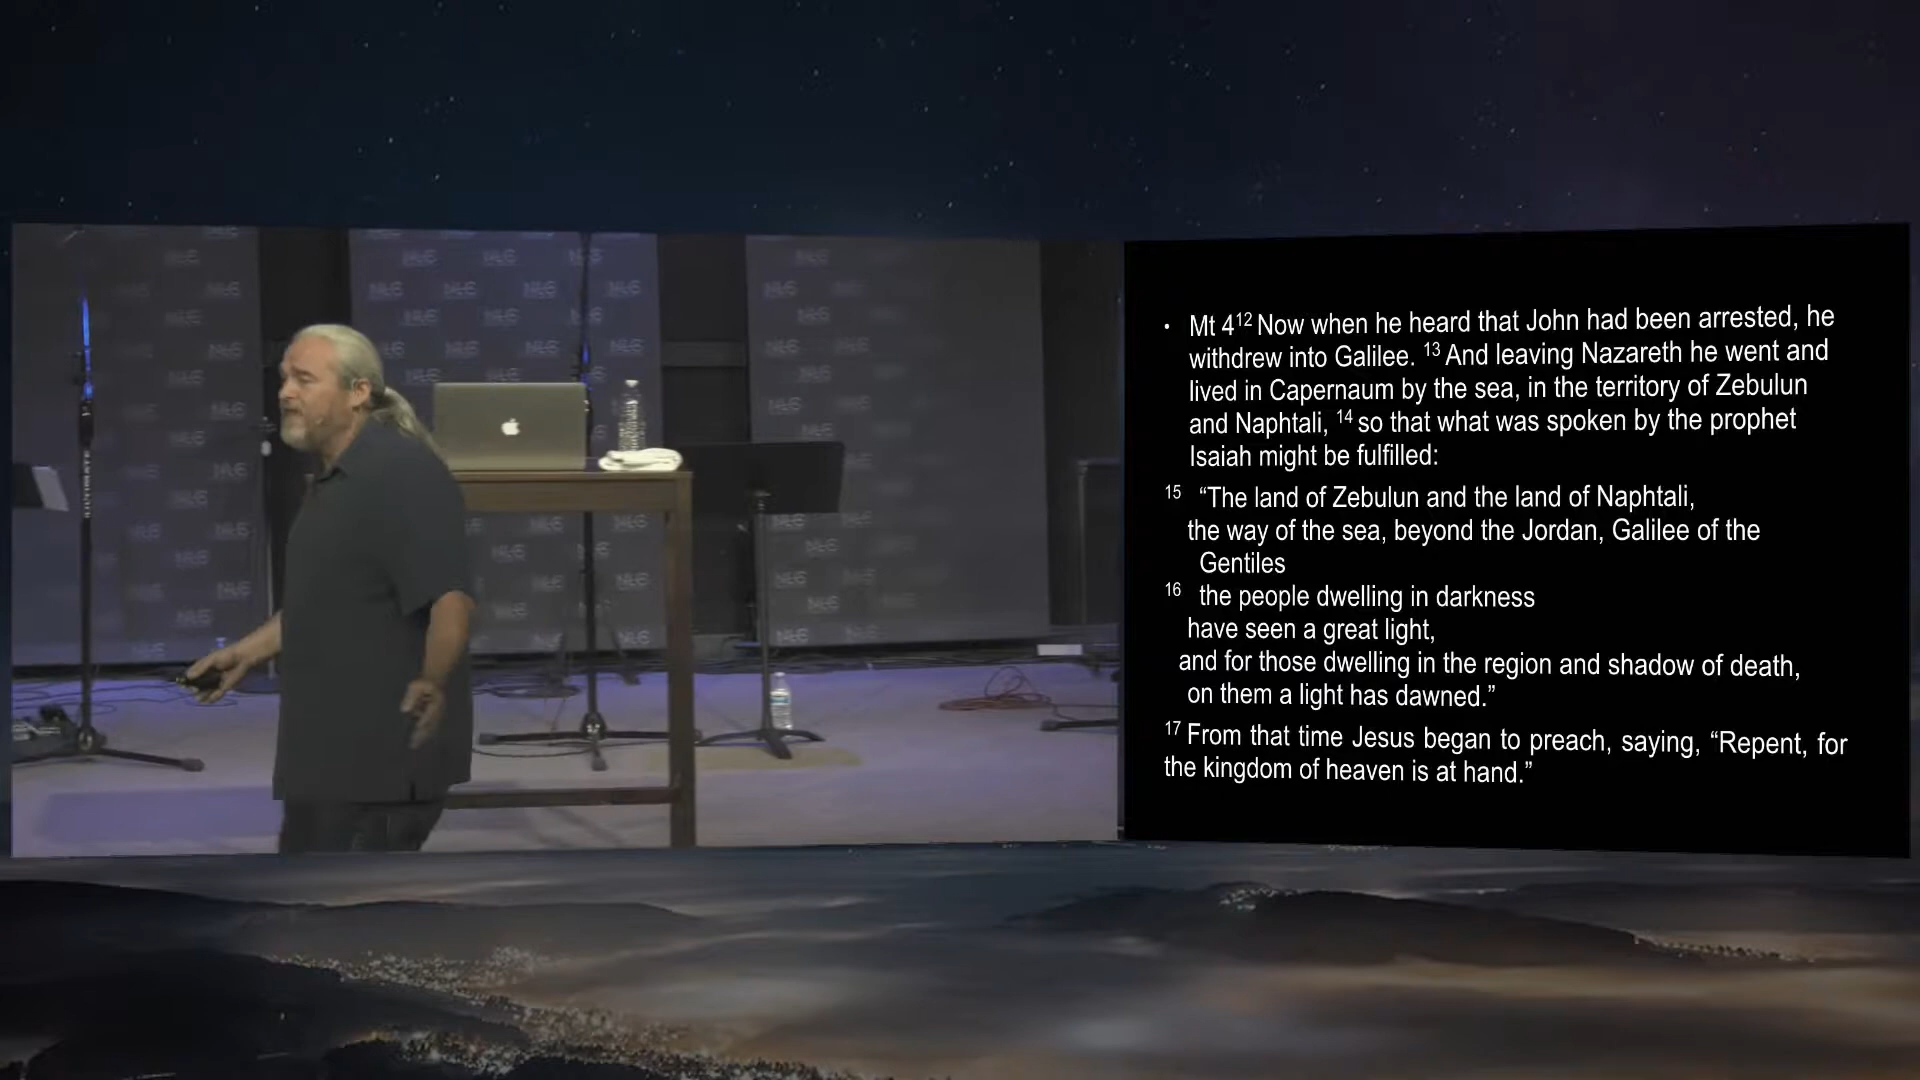 • Mt 4¹² Now when he heard that John had been arrested, he
withdrew into Galilee. ¹³ And leaving Nazareth he went and
lived in Capernaum by the sea, in the territory of Zebulun
and Naphtali, ¹⁴ so that what was spoken by the prophet
Isaiah might be fulfilled:
¹⁵ “The land of Zebulun and the land of Naphtali,
the way of the sea, beyond the Jordan, Galilee of the
Gentiles
¹⁶ the people dwelling in darkness
have seen a great light,
and for those dwelling in the region and shadow of death,
on them a light has dawned.”
¹⁷ From that time Jesus began to preach, saying, “Repent, for
the kingdom of heaven is at hand.”